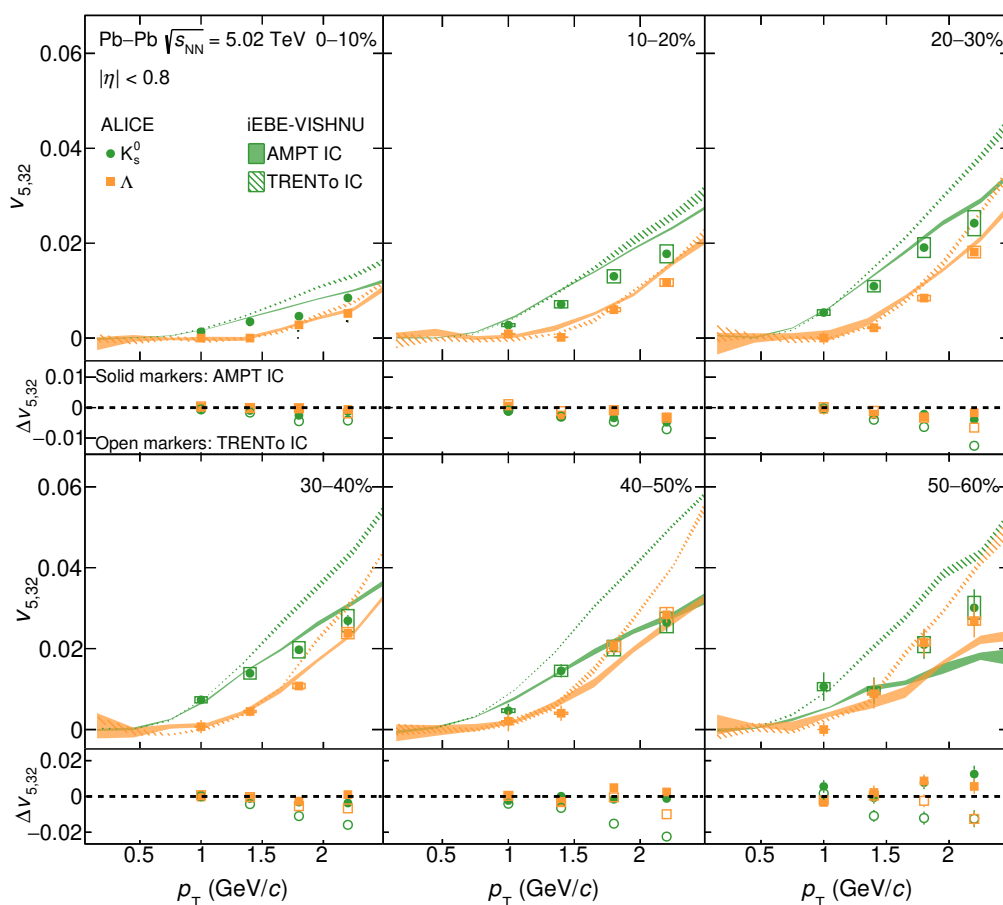 Pb–Pb √s_NN = 5.02 TeV 0–10%
|η| < 0.8
ALICE
K_s^0
Λ
iEBE-VISHNU
AMPT IC
TRENTo IC
10–20%
20–30%
v_5,32
0.06
0.04
0.02
0
Solid markers: AMPT IC
Open markers: TRENTo IC
Δv_5,32
0.01
0
−0.01
30–40%
40–50%
50–60%
v_5,32
0.06
0.04
0.02
0
Δv_5,32
0.02
0
−0.02
0.5 1 1.5 2
0.5 1 1.5 2
0.5 1 1.5 2
p_T (GeV/c)
p_T (GeV/c)
p_T (GeV/c)